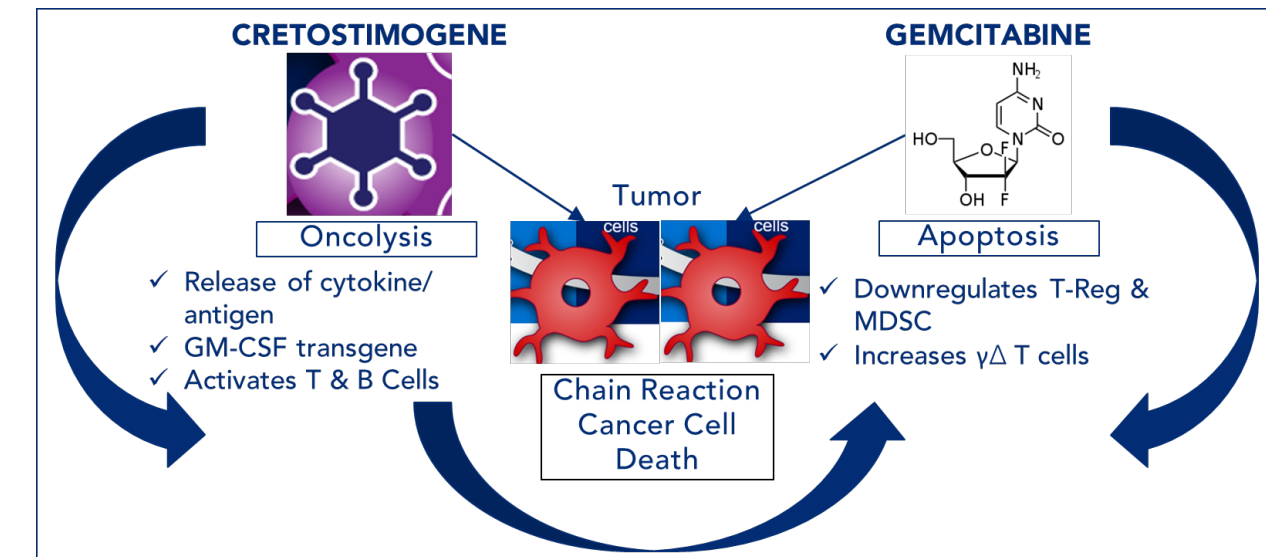 CRETOSTIMOGENE
GEMCITABINE
NH2
N
N
O
HO
O
F
OH
F
Tumor
cells
cells
Oncolysis
Apoptosis
✓ Release of cytokine/
antigen
✓ GM-CSF transgene
✓ Activates T & B Cells
✓ Downregulates T-Reg &
MDSC
✓ Increases γΔ T cells
Chain Reaction
Cancer Cell
Death